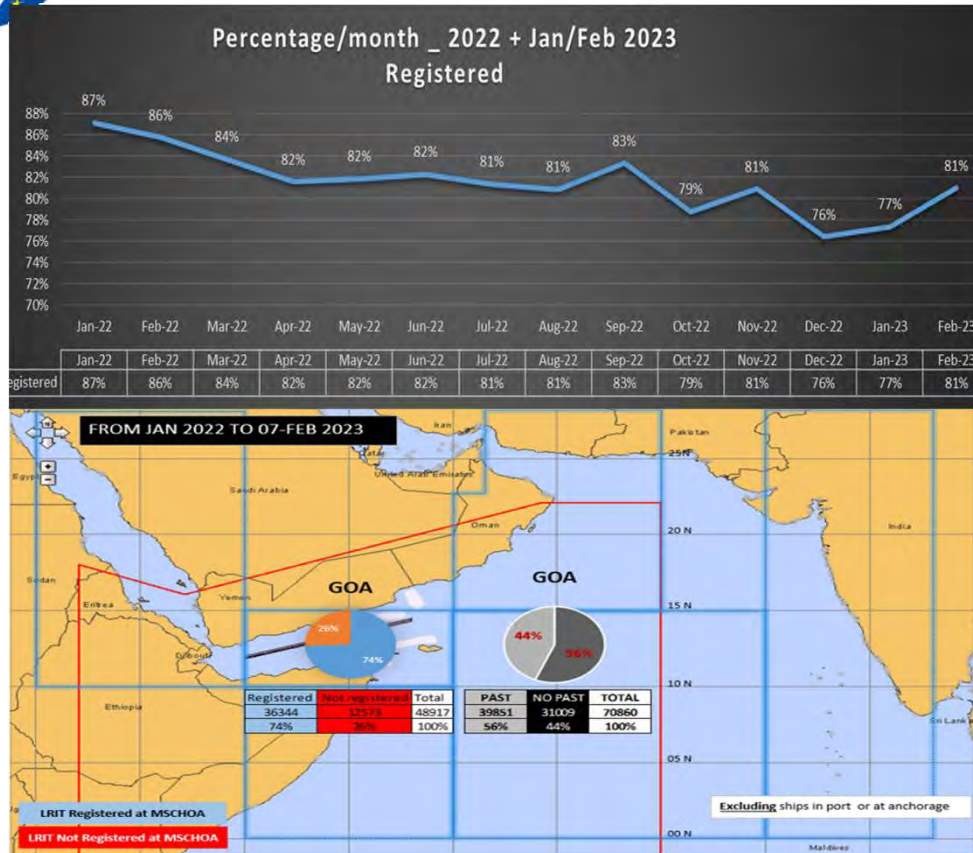 Percentage/month _ 2022 + Jan/Feb 2023
Registered
87%
86%
84%
82%
82%
82%
81%
81%
83%
79%
81%
76%
77%
81%
88%
86%
84%
82%
80%
78%
76%
74%
72%
70%
Jan-22 Feb-22 Mar-22 Apr-22 May-22 Jun-22 Jul-22 Aug-22 Sep-22 Oct-22 Nov-22 Dec-22 Jan-23 Feb-23
Jan-22 Feb-22 Mar-22 Apr-22 May-22 Jun-22 Jul-22 Aug-22 Sep-22 Oct-22 Nov-22 Dec-22 Jan-23 Feb-23
egistered 87% 86% 84% 82% 82% 82% 81% 81% 83% 79% 81% 76% 77% 81%
FROM JAN 2022 TO 07-FEB 2023
Iran
Pakistan
25N
Qatar
United Arab Emirates
Egypt
Saudi Arabia
Oman
20 N
India
Sudan
Eritrea
Yemen
GOA
GOA
15 N
26%
74%
44%
56%
Djibouti
10 N
Ethiopia
Registered Not registered Total
36344 12573 48917
74% 26% 100%
PAST NO PAST TOTAL
39851 31009 70860
56% 44% 100%
Sri Lank
05 N
LRIT Registered at MSCHOA
Excluding ships in port or at anchorage
LRIT Not Registered at MSCHOA
00 N
Maldives